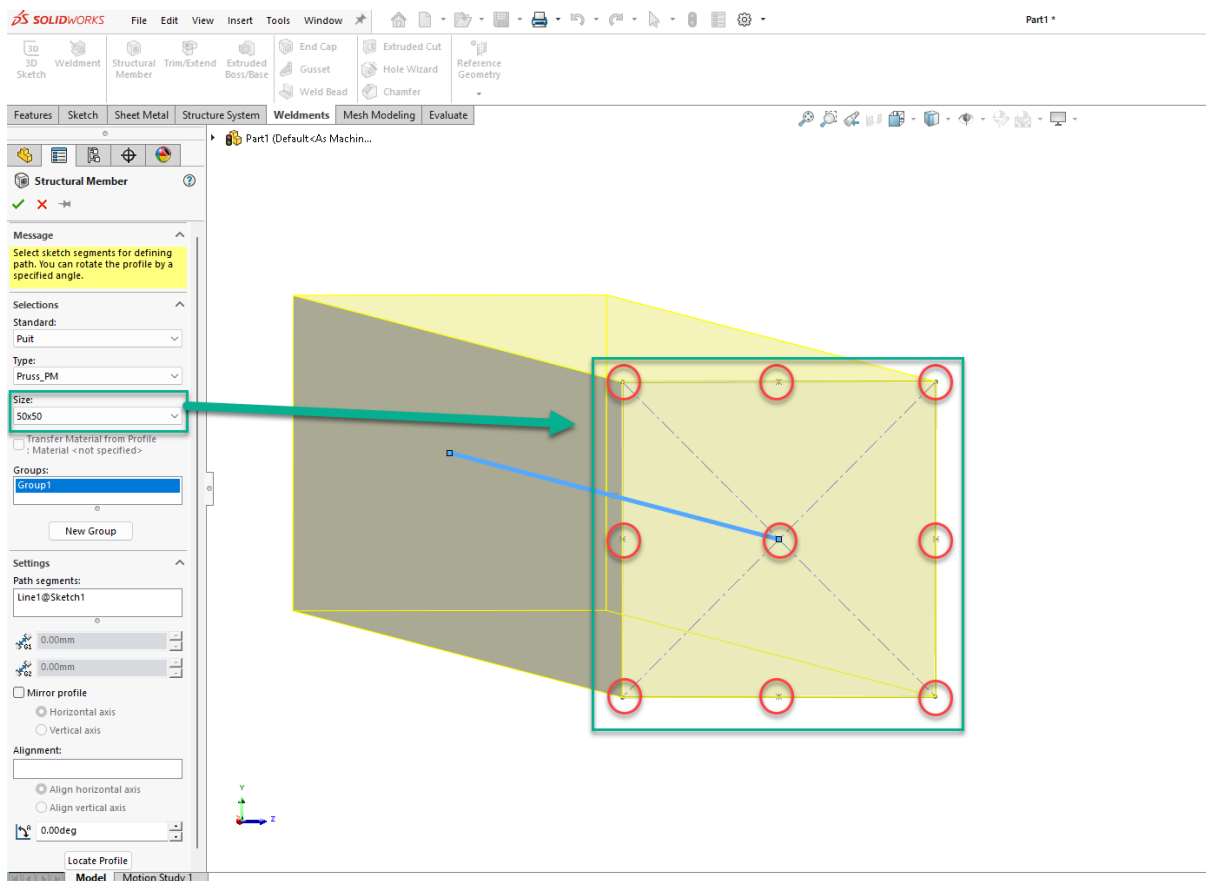 SOLIDWORKS File Edit View Insert Tools Window Part1 *
3D Sketch
Weldment
Structural Member
Trim/Extend
Extruded Boss/Base
End Cap
Gusset
Weld Bead
Extruded Cut
Hole Wizard
Chamfer
Reference Geometry
Features Sketch Sheet Metal Structure System Weldments Mesh Modeling Evaluate
Part1 (Default<As Machin...
Structural Member
Message
Select sketch segments for defining
path. You can rotate the profile by a
specified angle.
Selections
Standard:
Puit
Type:
Pruss_PM
Size:
50x50
Transfer Material from Profile
: Material <not specified>
Groups:
Group1
New Group
Settings
Path segments:
Line1@Sketch1
G1 0.00mm
G2 0.00mm
Mirror profile
Horizontal axis
Vertical axis
Alignment:
Align horizontal axis
Align vertical axis
0.00deg
Locate Profile
Y
Z
Model Motion Study 1